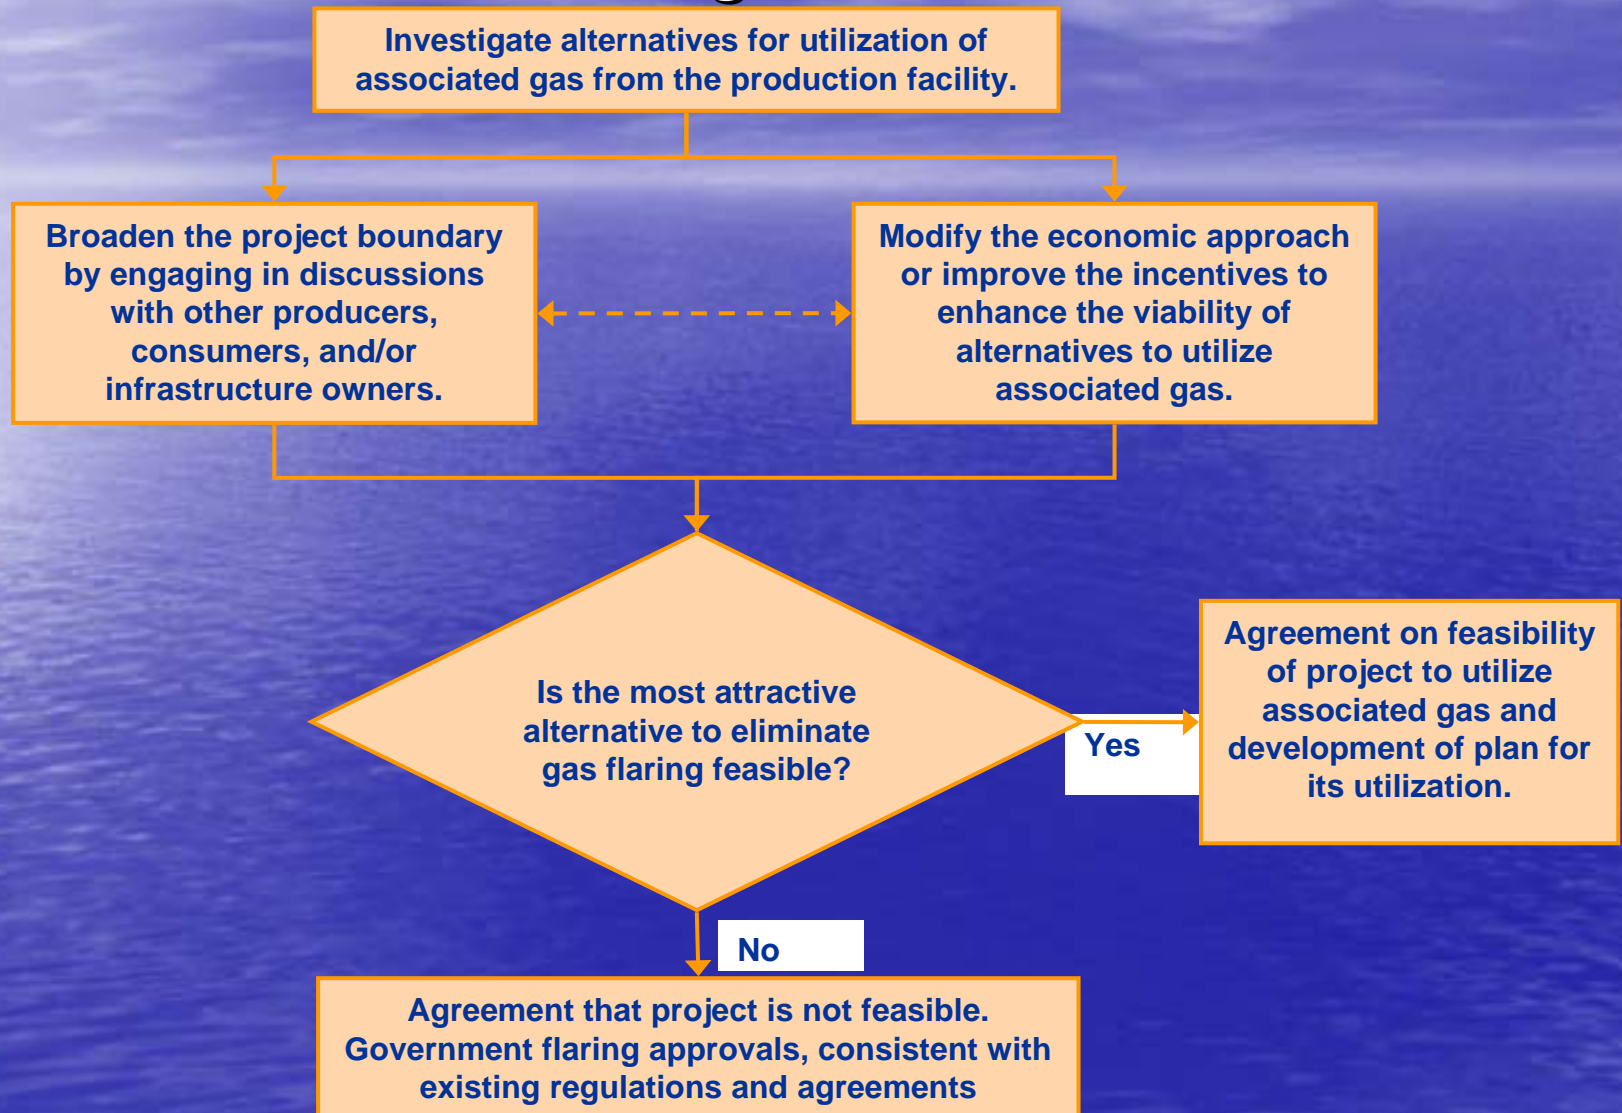 Investigate alternatives for utilization of
associated gas from the production facility.
Broaden the project boundary
by engaging in discussions
with other producers,
consumers, and/or
infrastructure owners.
Modify the economic approach
or improve the incentives to
enhance the viability of
alternatives to utilize
associated gas.
Is the most attractive
alternative to eliminate
gas flaring feasible?
Yes
Agreement on feasibility
of project to utilize
associated gas and
development of plan for
its utilization.
No
Agreement that project is not feasible.
Government flaring approvals, consistent with
existing regulations and agreements